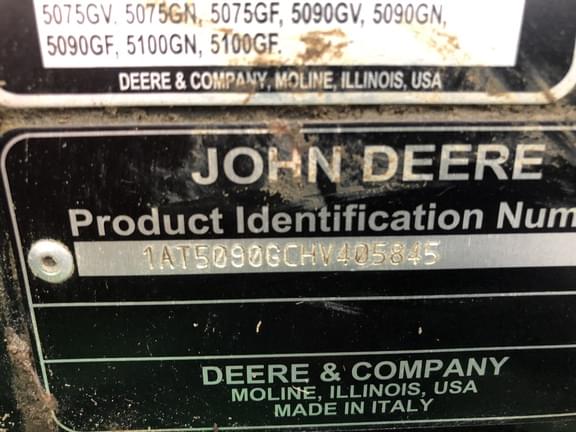 5075GV. 5075GN, 5075GF, 5090GV, 5090GN,
5090GF, 5100GN, 5100GF.
DEERE & COMPANY, MOLINE, ILLINOIS, USA
JOHN DEERE
Product Identification Num
1AT5090GCHV405845
DEERE & COMPANY
MOLINE, ILLINOIS, USA
MADE IN ITALY